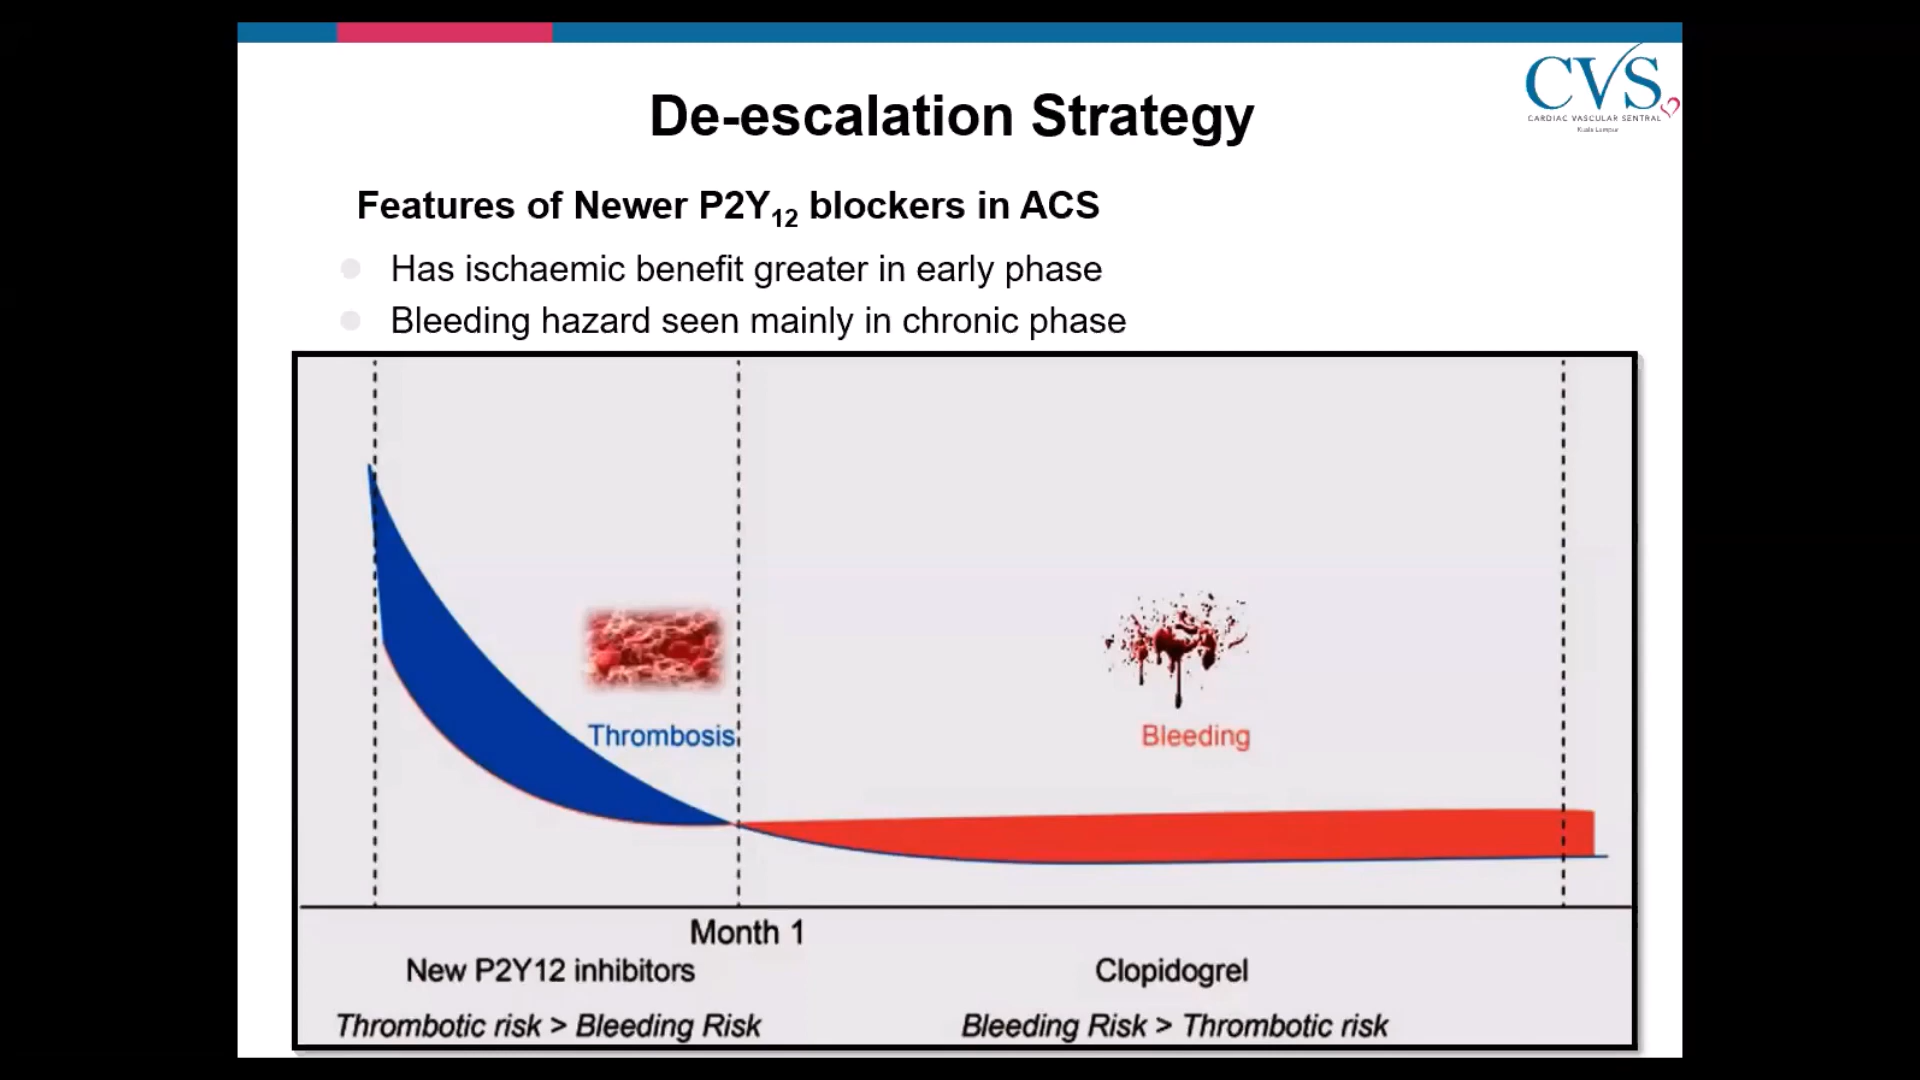 CVS
CARDIAC VASCULAR SENTRAL
Kuala Lumpur
De-escalation Strategy
Features of Newer P2Y12 blockers in ACS
Has ischaemic benefit greater in early phase
Bleeding hazard seen mainly in chronic phase
Thrombosis
Bleeding
Month 1
New P2Y12 inhibitors
Clopidogrel
Thrombotic risk > Bleeding Risk
Bleeding Risk > Thrombotic risk